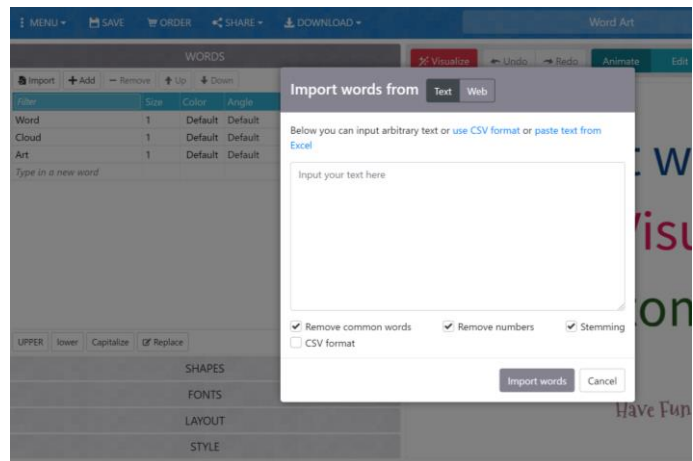 MENU SAVE ORDER SHARE DOWNLOAD Word Art
WORDS
Visualize Undo Redo Animate Edit
Import Add Remove Up Down
Filter Size Color Angle
Word 1 Default Default
Cloud 1 Default Default
Art 1 Default Default
Type in a new word
UPPER lower Capitalize Replace
SHAPES
FONTS
LAYOUT
STYLE
Import words from Text Web
Below you can input arbitrary text or use CSV format or paste text from
Excel
Input your text here
Remove common words Remove numbers Stemming
CSV format
Import words Cancel
Have Fun